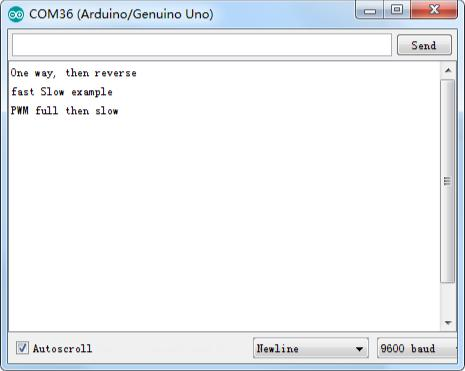 COM36 (Arduino/Genuino Uno)
Send
One way, then reverse
fast Slow example
PWM full then slow
Autoscroll
Newline
9600 baud